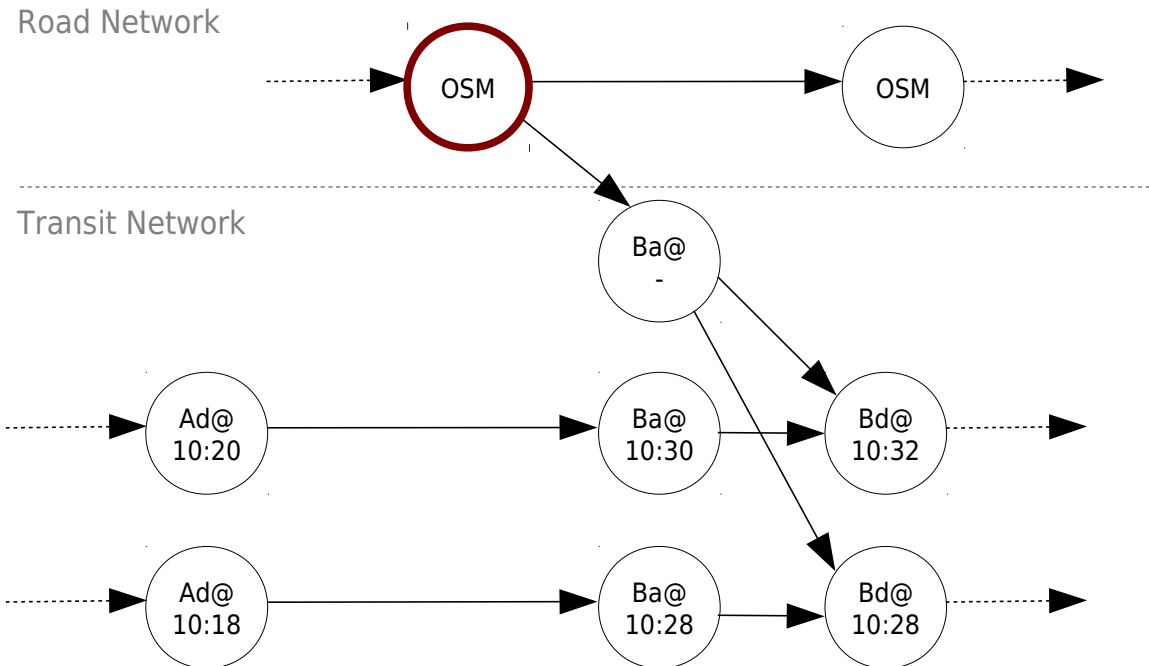 Road Network
OSM
OSM
Transit Network
Ba@
-
Ad@
10:20
Ba@
10:30
Bd@
10:32
Ad@
10:18
Ba@
10:28
Bd@
10:28